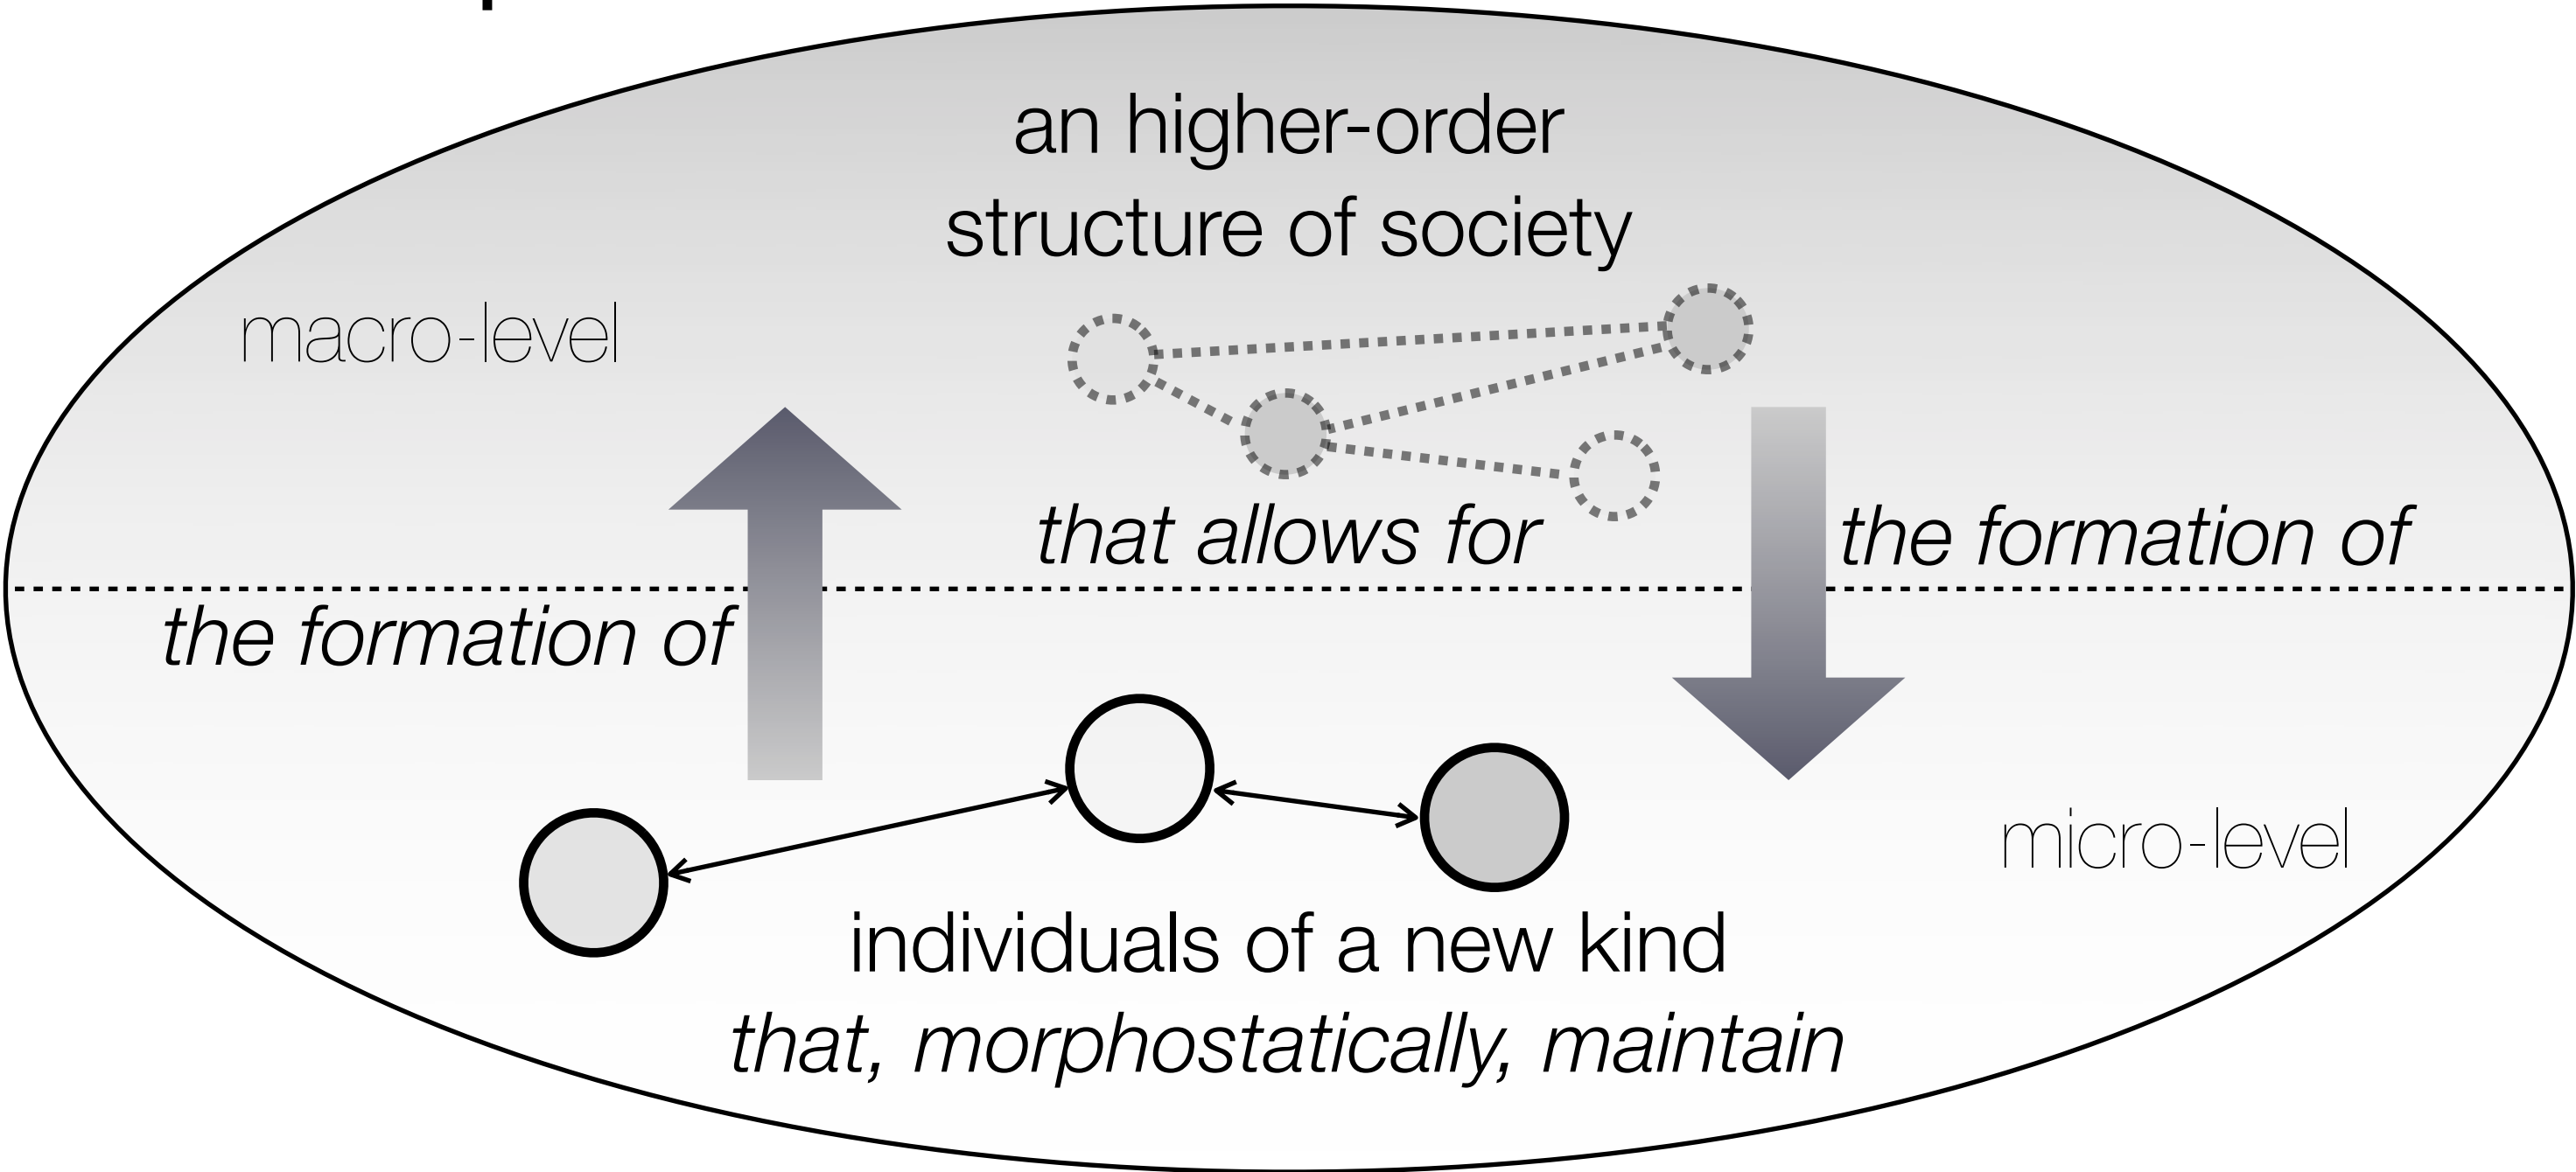 an higher-order
structure of society
macro-level
that allows for
the formation of
the formation of
micro-level
individuals of a new kind
that, morphostatically, maintain